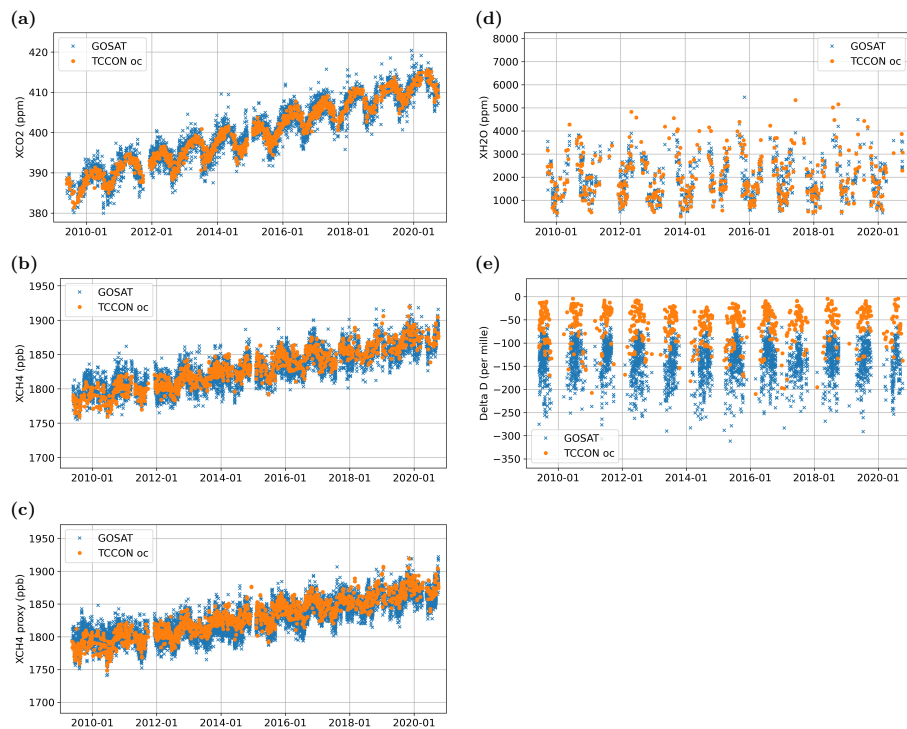 (a)
XCO2 (ppm)
420
410
400
390
380
GOSAT
TCCON oc
2010-01 2012-01 2014-01 2016-01 2018-01 2020-01
(d)
XH2O (ppm)
8000
7000
6000
5000
4000
3000
2000
1000
GOSAT
TCCON oc
2010-01 2012-01 2014-01 2016-01 2018-01 2020-01
(b)
XCH4 (ppb)
1950
1900
1850
1800
1750
1700
GOSAT
TCCON oc
2010-01 2012-01 2014-01 2016-01 2018-01 2020-01
(e)
Delta D (per mille)
0
−50
−100
−150
−200
−250
−300
−350
GOSAT
TCCON oc
2010-01 2012-01 2014-01 2016-01 2018-01 2020-01
(c)
XCH4 proxy (ppb)
1950
1900
1850
1800
1750
1700
GOSAT
TCCON oc
2010-01 2012-01 2014-01 2016-01 2018-01 2020-01